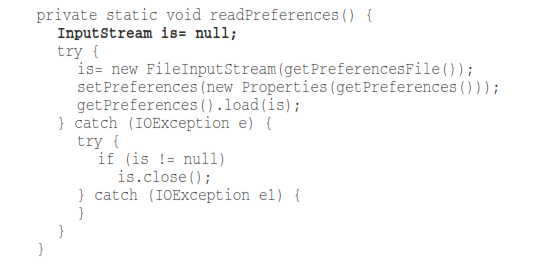 private static void readPreferences() {
InputStream is= null;
try {
is= new FileInputStream(getPreferencesFile());
setPreferences(new Properties(getPreferences()));
getPreferences().load(is);
} catch (IOException e) {
try {
if (is != null)
is.close();
} catch (IOException e1) {
}
}
}